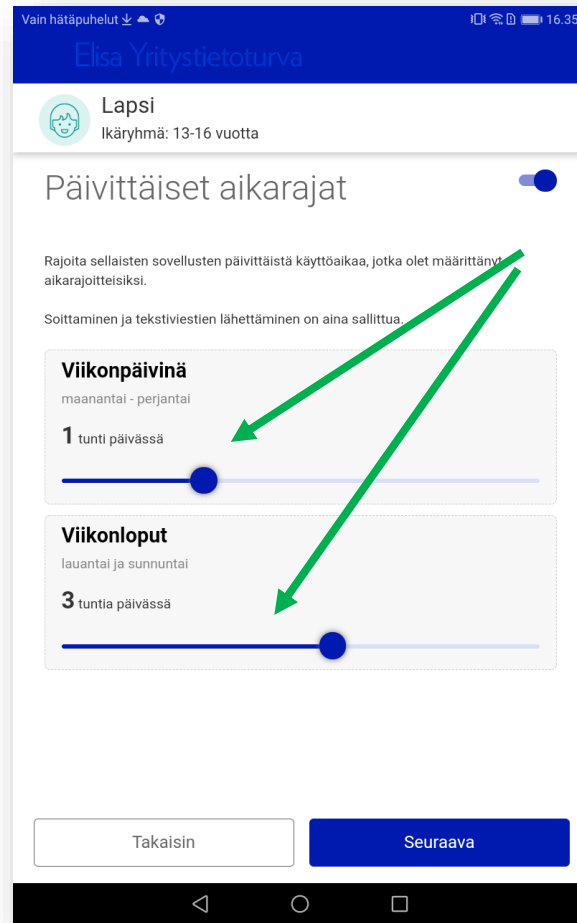 Vain hätäpuhelut
16.35
Elisa Yritystietoturva
Lapsi
Ikäryhmä: 13-16 vuotta
Päivittäiset aikarajat
Rajoita sellaisten sovellusten päivittäistä käyttöaikaa, jotka olet määrittänyt
aikarajoitteisiksi.
Soittaminen ja tekstiviestien lähettäminen on aina sallittua.
Viikonpäivinä
maanantai - perjantai
1 tunti päivässä
Viikonloput
lauantai ja sunnuntai
3 tuntia päivässä
Takaisin
Seuraava